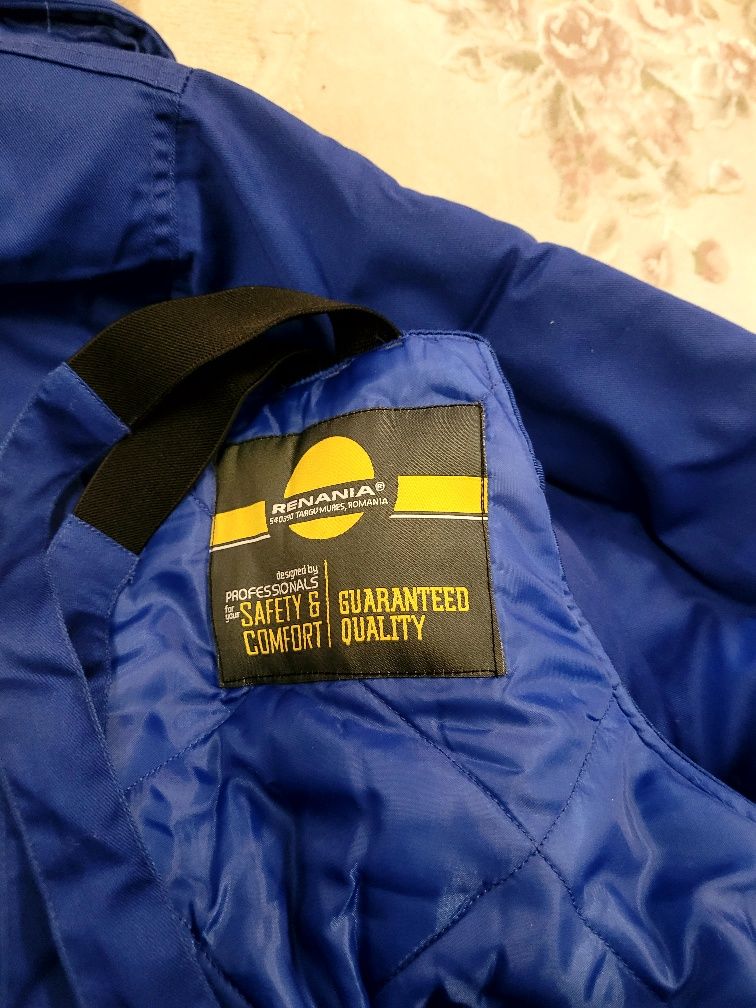 RENANIA®
540390 TARGU MURES, ROMANIA
designed by
PROFESSIONALS
for your SAFETY &
COMFORT
GUARANTEED
QUALITY